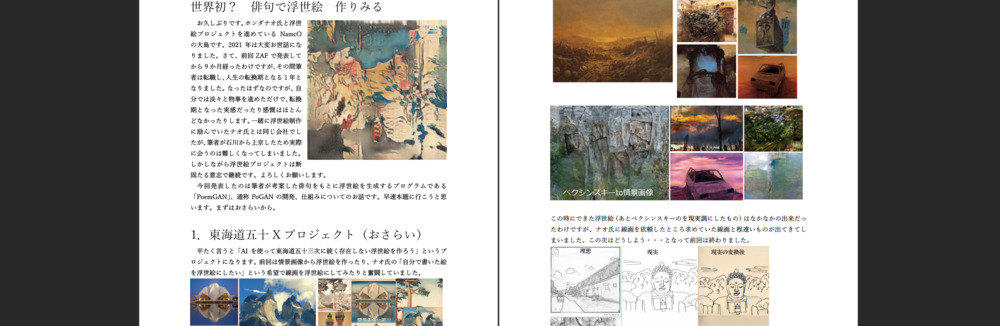 世界初？　俳句で浮世絵　作りみる
お久しぶりです。ホンダナオ氏と浮世
絵プロジェクトを進めている NamcO
の大島です。2021 年は大変お世話にな
りました。さて、前回 ZAF で発表して
から９か月経ったわけですが、その間筆
者は転職し、人生の転換期となる１年と
なりました。なったはずなのですが、自
分では淡々と物事を進めただけで、転換
期となった実感だったり感慨はほとん
どなかったりします。一緒に浮世絵制作
に励んでいたナオ氏とは同じ会社でし
たが、筆者が石川から上京したため実際
に会うのは難しくなってしまいました。
しかしながら浮世絵プロジェクトは断
固たる意志で継続です。よろしくお願いします。
今回発表したのは筆者が考案した俳句をもとに浮世絵を生成するプログラムである
「PoemGAN」、通称 PoGAN の開発、仕組みについてのお話です。早速本題に行こうと思
います。まずはおさらいから。
1．東海道五十 X プロジェクト（おさらい）
平たく言うと「AI を使って東海道五十三次に続く存在しない浮世絵を作ろう」というプ
ロジェクトになります。前回は情景画像から浮世絵を作ったり、ナオ氏の「自分で書いた絵
を浮世絵にしたい」という希望で線画を浮世絵にしてみたりと奮闘していました。
ベクシンスキーto情景画像
この時にできた浮世絵（あとベクシンスキーのを現実調にしたもの）はなかなかの出来だっ
たわけですが、ナオ氏に線画を依頼したところ求めていた線画と程遠いものが出てきてし
まいました。この次はどうしよう・・・となって前回は終わりました。
理想
現実
現実の変換後